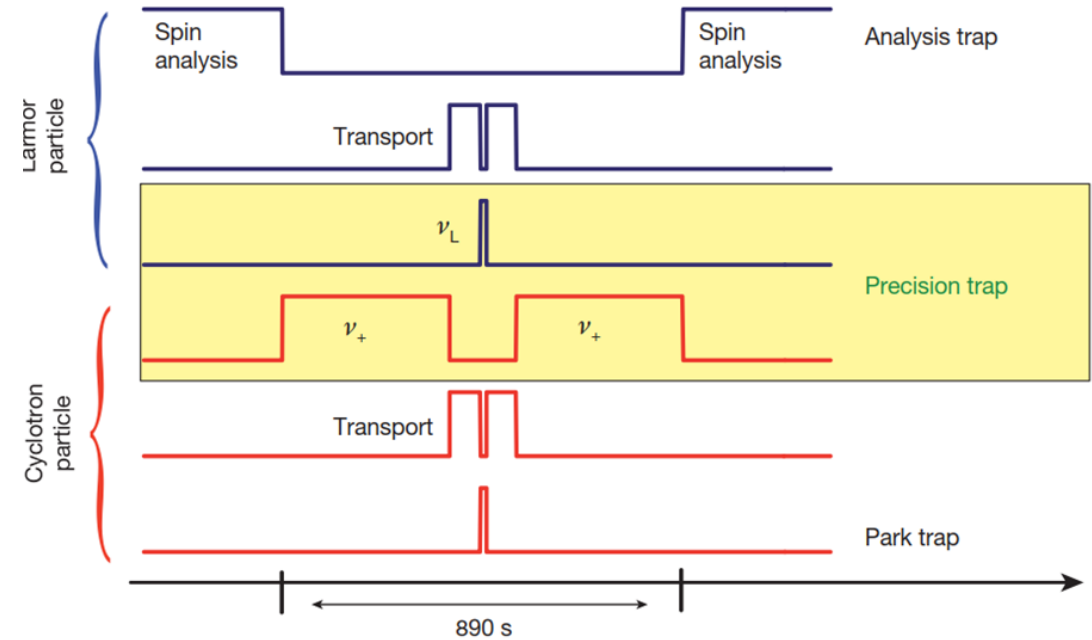 Spin
analysis
Spin
analysis
Analysis trap
Larmor
particle
Transport
νL
Precision trap
ν+
ν+
Cyclotron
particle
Transport
Park trap
890 s